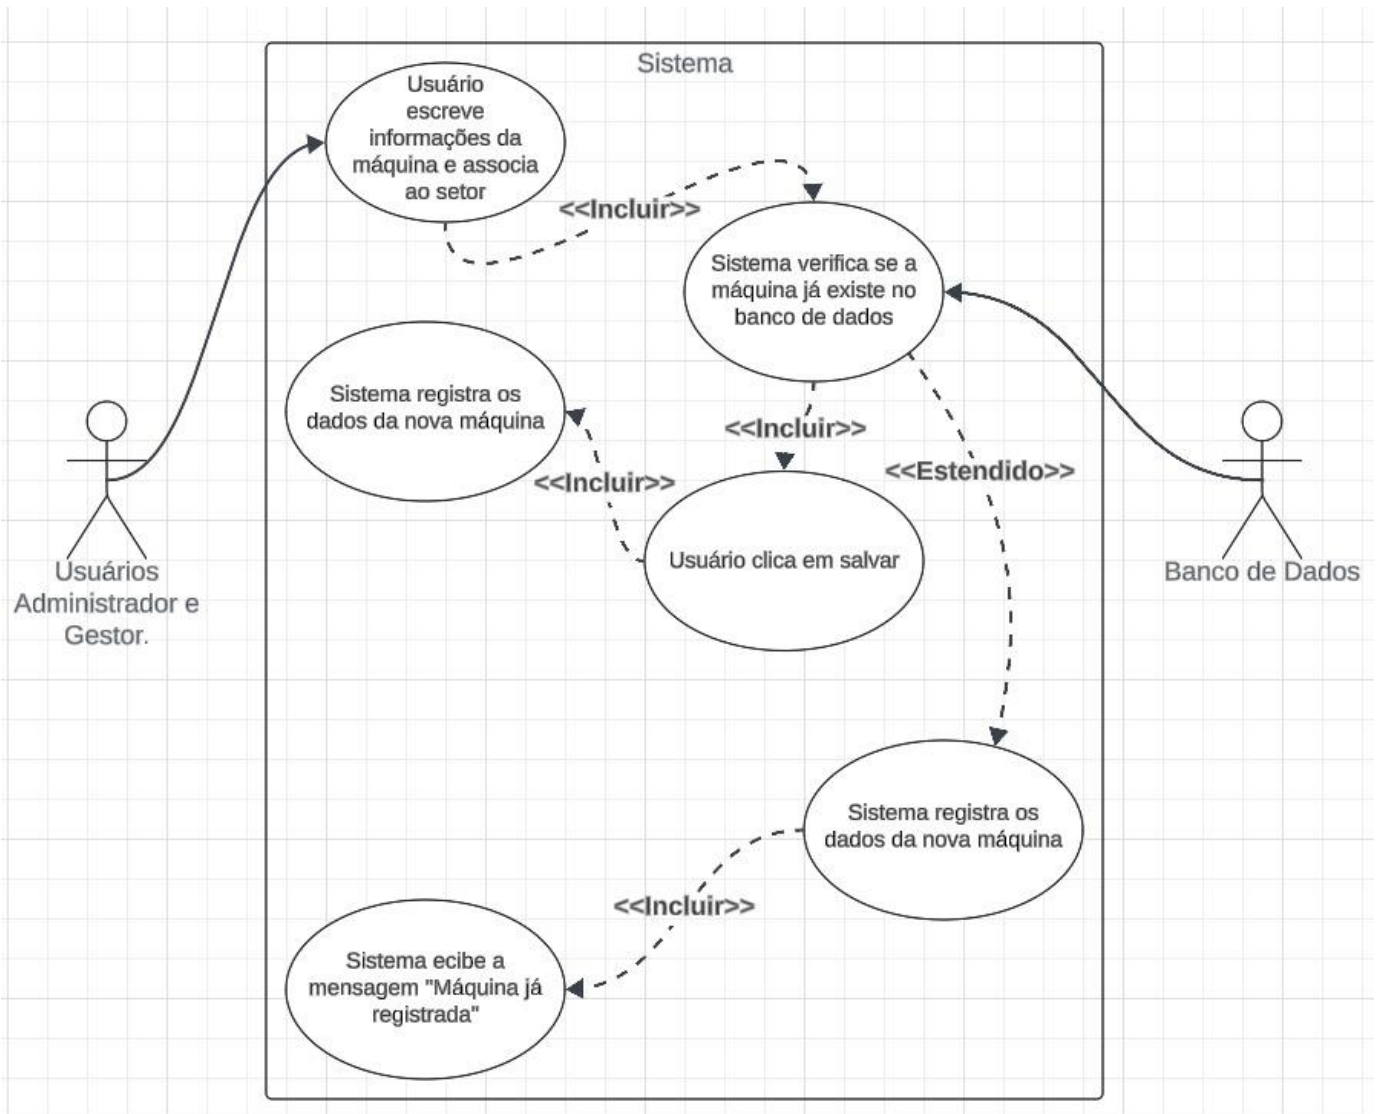 Sistema
Usuário
escreve
informações da
máquina e associa
ao setor
<<Incluir>>
Sistema verifica se a
máquina já existe no
banco de dados
Sistema registra os
dados da nova máquina
<<Incluir>>
<<Estendido>>
<<Incluir>>
Usuário clica em salvar
Usuários
Administrador e
Gestor.
Banco de Dados
Sistema registra os
dados da nova máquina
<<Incluir>>
Sistema ecibe a
mensagem "Máquina já
registrada"